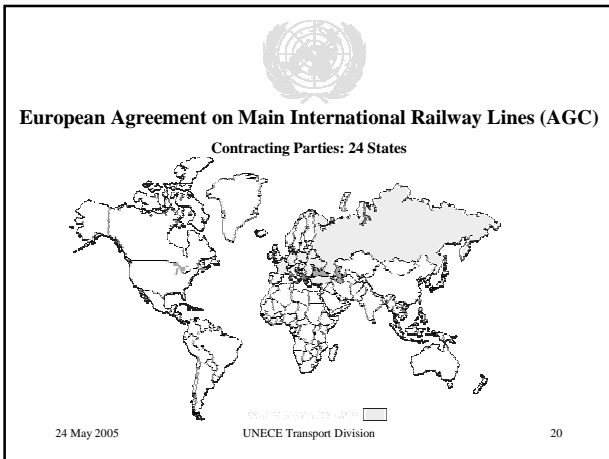 European Agreement on Main International Railway Lines (AGC)
Contracting Parties: 24 States
24 May 2005 UNECE Transport Division 20